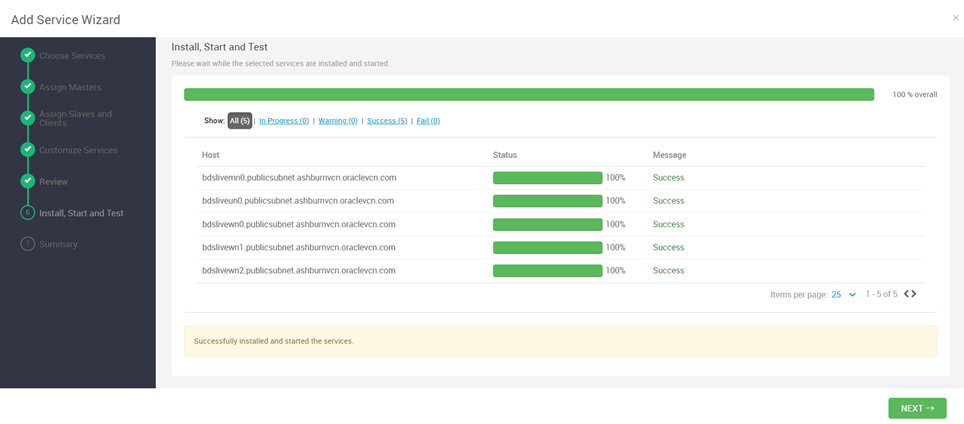 Add Service Wizard
×
Choose Services
Assign Masters
Assign Slaves and
Clients
Customize Services
Review
6 Install, Start and Test
7 Summary
Install, Start and Test
Please wait while the selected services are installed and started.
100 % overall
Show: All (5) | In Progress (0) | Warning (0) | Success (5) | Fail (0)
Host Status Message
bdslivemn0.publicsubnet.ashburnvcn.oraclevcn.com 100% Success
bdsliveun0.publicsubnet.ashburnvcn.oraclevcn.com 100% Success
bdslivewn0.publicsubnet.ashburnvcn.oraclevcn.com 100% Success
bdslivewn1.publicsubnet.ashburnvcn.oraclevcn.com 100% Success
bdslivewn2.publicsubnet.ashburnvcn.oraclevcn.com 100% Success
Items per page: 25 1 - 5 of 5
Successfully installed and started the services.
NEXT →